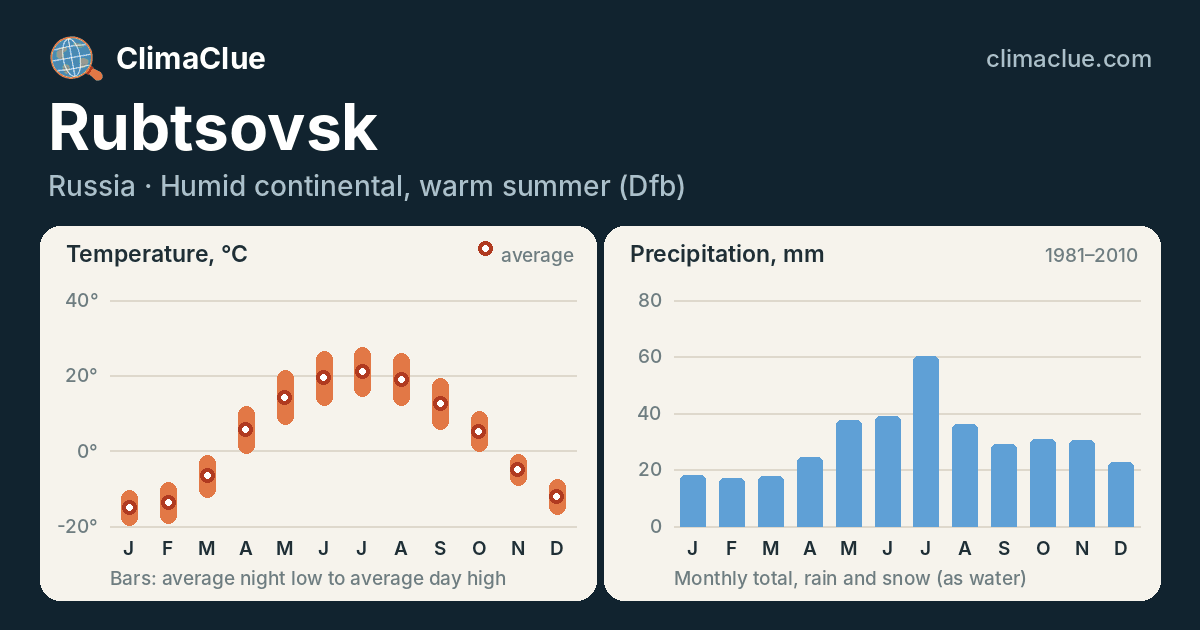 ClimaClue
climaclue.com
Rubtsovsk
Russia · Humid continental, warm summer (Dfb)
Temperature, °C
average
40°
20°
0°
-20°
J F M A M J J A S O N D
Bars: average night low to average day high
Precipitation, mm
1981–2010
80
60
40
20
0
J F M A M J J A S O N D
Monthly total, rain and snow (as water)